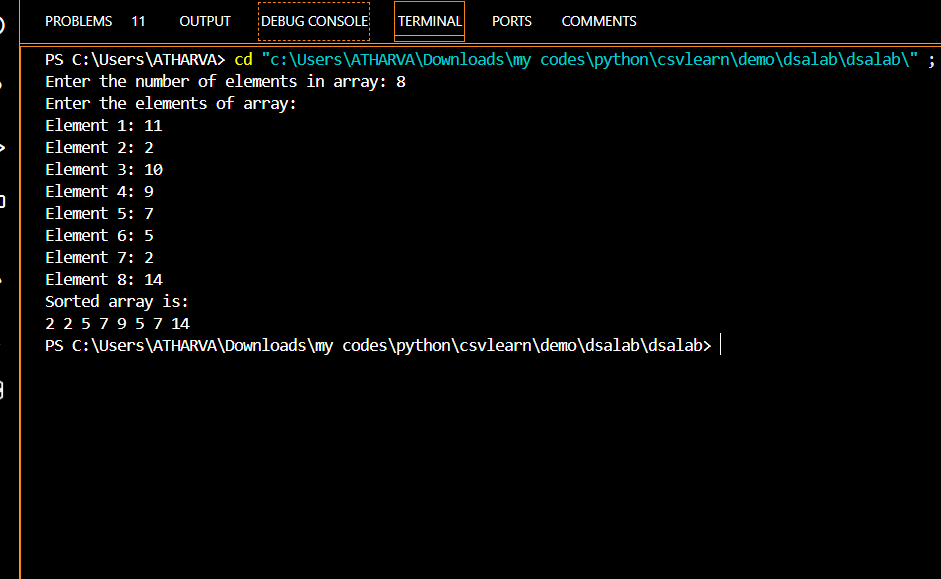 PROBLEMS 11 OUTPUT DEBUG CONSOLE TERMINAL PORTS COMMENTS
PS C:\Users\ATHARVA> cd "c:\Users\ATHARVA\Downloads\my codes\python\csvlearn\demo\dsalab\dsalab\" ;
Enter the number of elements in array: 8
Enter the elements of array:
Element 1: 11
Element 2: 2
Element 3: 10
Element 4: 9
Element 5: 7
Element 6: 5
Element 7: 2
Element 8: 14
Sorted array is:
2 2 5 7 9 5 7 14
PS C:\Users\ATHARVA\Downloads\my codes\python\csvlearn\demo\dsalab\dsalab>